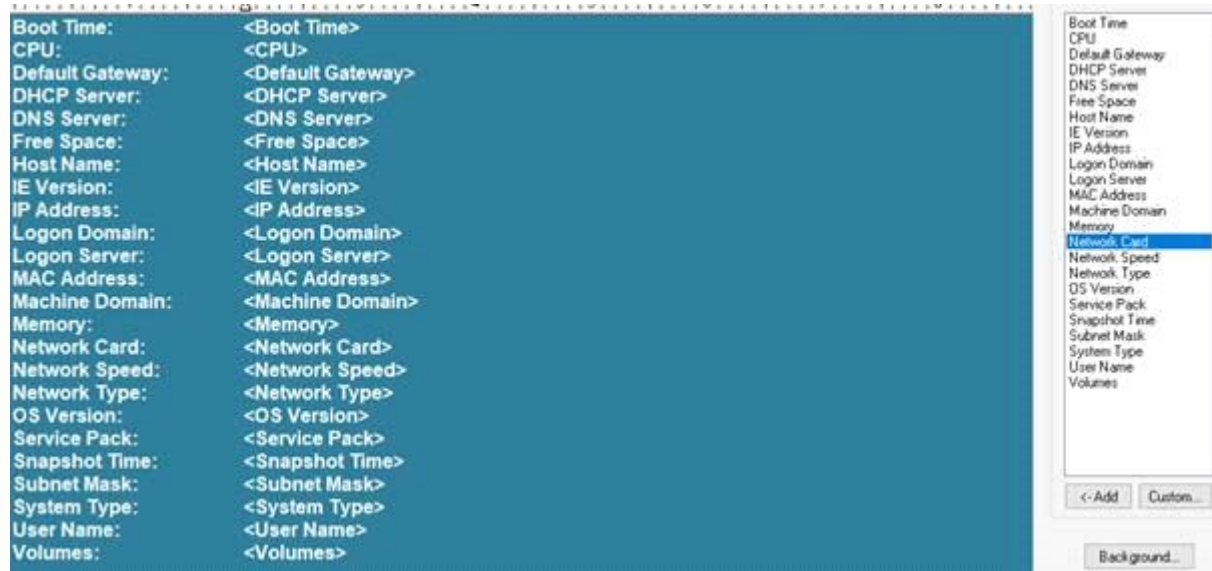 Boot Time: <Boot Time>
CPU: <CPU>
Default Gateway: <Default Gateway>
DHCP Server: <DHCP Server>
DNS Server: <DNS Server>
Free Space: <Free Space>
Host Name: <Host Name>
IE Version: <IE Version>
IP Address: <IP Address>
Logon Domain: <Logon Domain>
Logon Server: <Logon Server>
MAC Address: <MAC Address>
Machine Domain: <Machine Domain>
Memory: <Memory>
Network Card: <Network Card>
Network Speed: <Network Speed>
Network Type: <Network Type>
OS Version: <OS Version>
Service Pack: <Service Pack>
Snapshot Time: <Snapshot Time>
Subnet Mask: <Subnet Mask>
System Type: <System Type>
User Name: <User Name>
Volumes: <Volumes>
Boot Time
CPU
Default Gateway
DHCP Server
DNS Server
Free Space
Host Name
IE Version
IP Address
Logon Domain
Logon Server
MAC Address
Machine Domain
Memory
Network Card
Network Speed
Network Type
OS Version
Service Pack
Snapshot Time
Subnet Mask
System Type
User Name
Volumes
<- Add Custom...
Background...